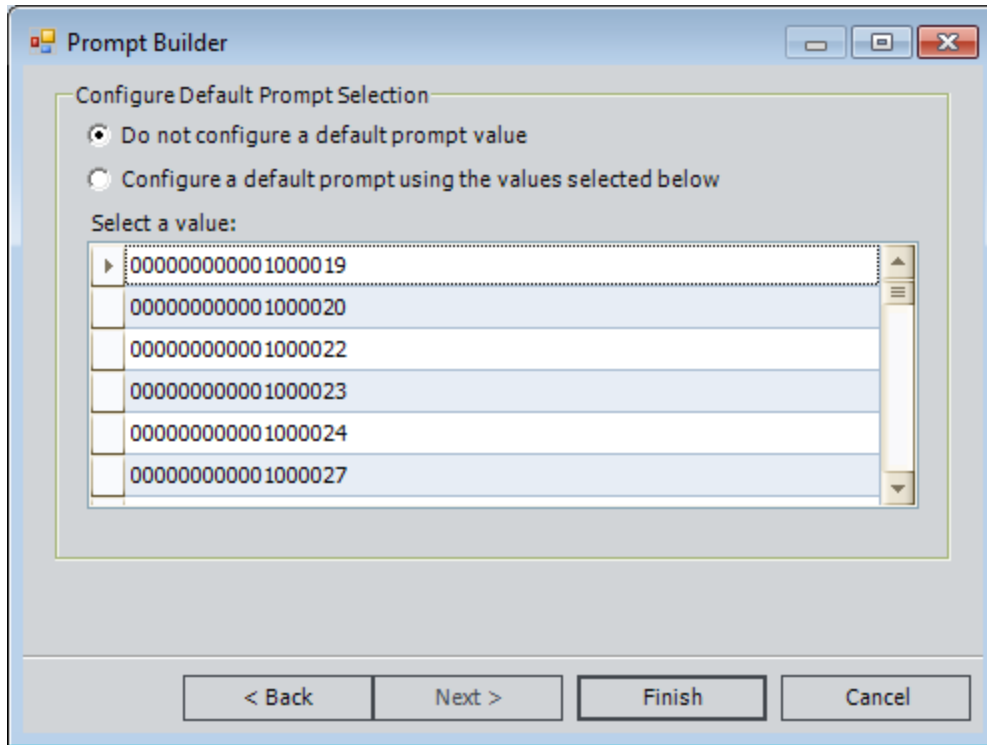 Prompt Builder
Configure Default Prompt Selection
Do not configure a default prompt value
Configure a default prompt using the values selected below
Select a value:
000000000001000019
000000000001000020
000000000001000022
000000000001000023
000000000001000024
000000000001000027
< Back
Next >
Finish
Cancel